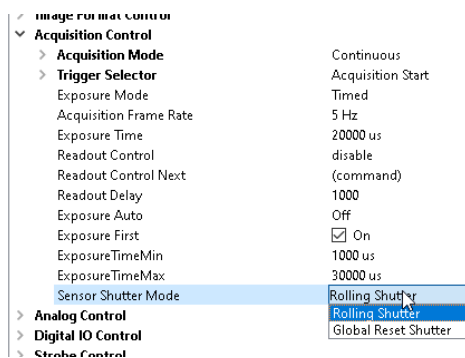 Image Format Control
Acquisition Control
Acquisition Mode Continuous
Trigger Selector Acquisition Start
Exposure Mode Timed
Acquisition Frame Rate 5 Hz
Exposure Time 20000 us
Readout Control disable
Readout Control Next (command)
Readout Delay 1000
Exposure Auto Off
Exposure First On
ExposureTimeMin 1000 us
ExposureTimeMax 30000 us
Sensor Shutter Mode Rolling Shutter
Rolling Shutter
Analog Control
Global Reset Shutter
Digital IO Control
Strobe Control